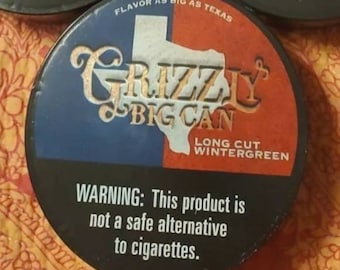 FLAVOR AS BIG AS TEXAS
GRIZZLY
BIG CAN
LONG CUT
WINTERGREEN
WARNING: This product is
not a safe alternative
to cigarettes.